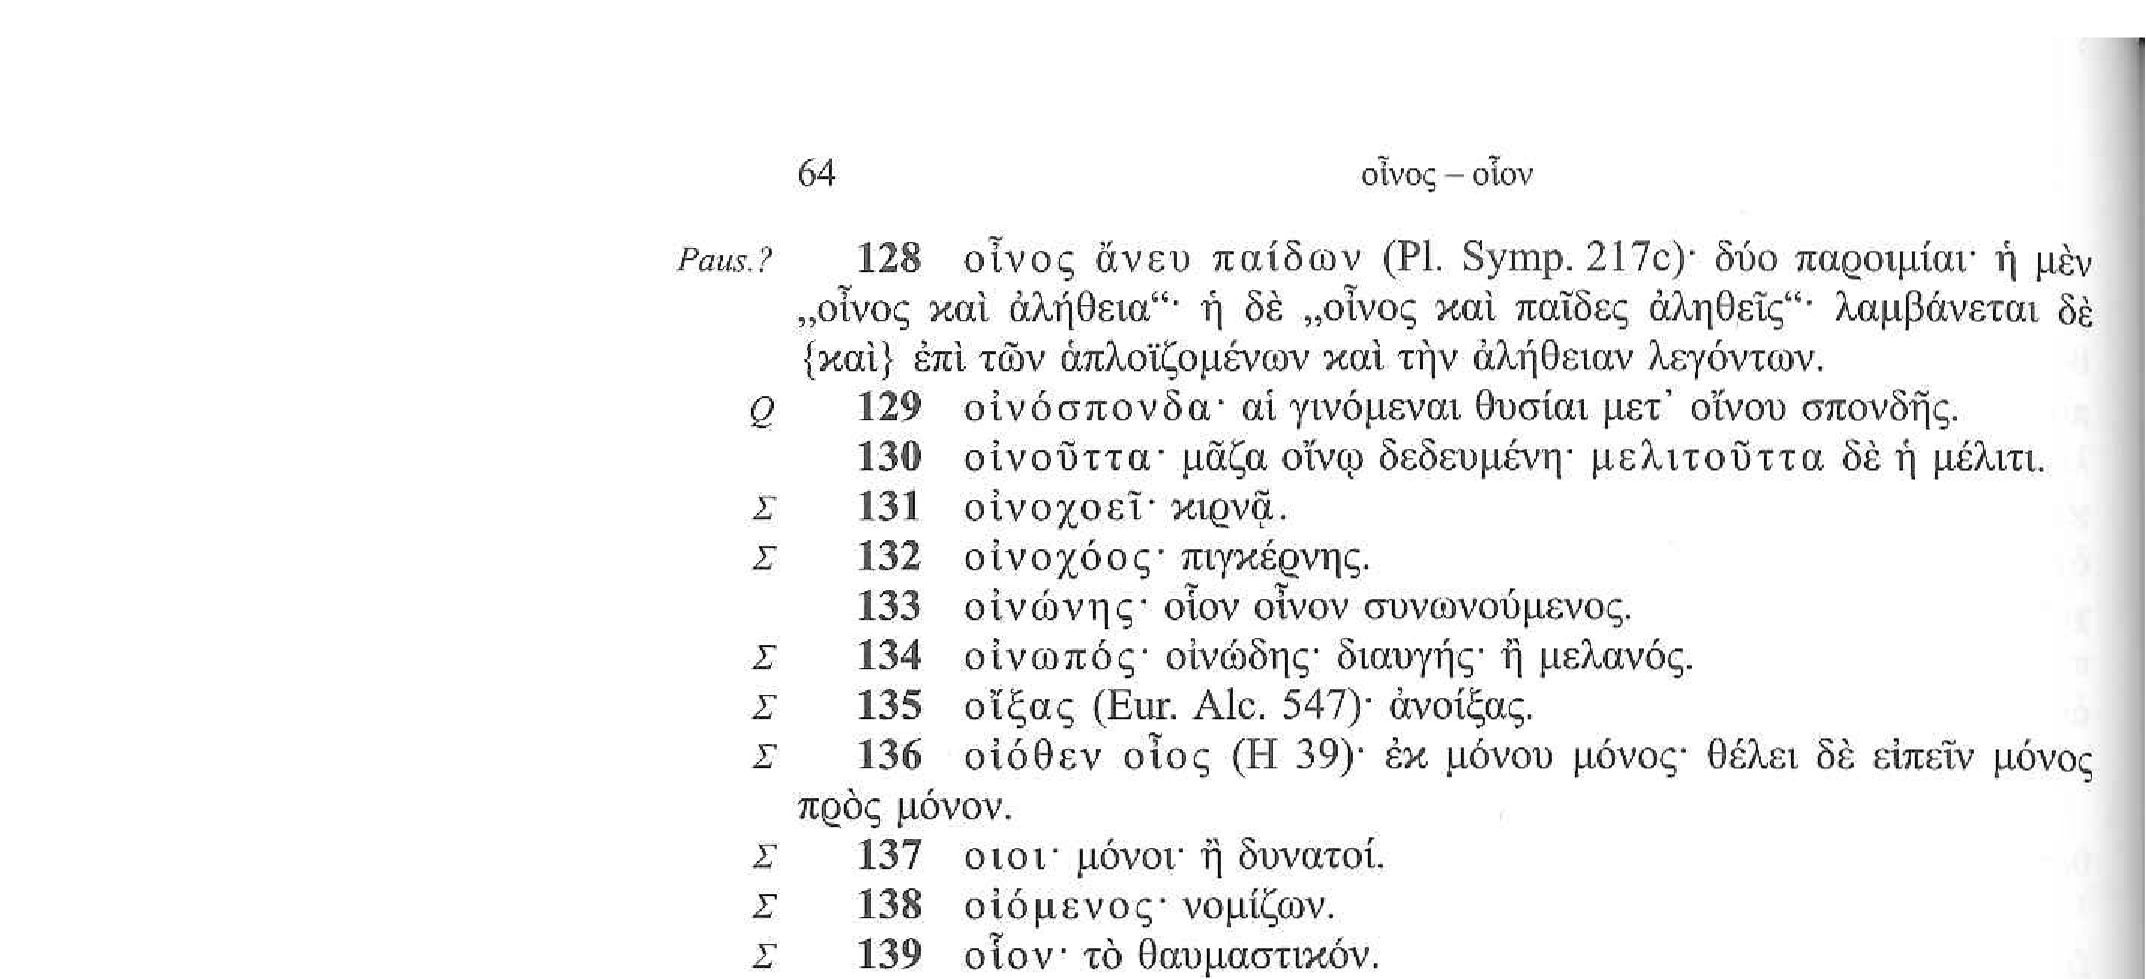 64 οἶνος – οἷον
Paus.? 128 οἶνος ἄνευ παίδων (Pl. Symp. 217c)· δύο παροιμίαι· ἡ μὲν
„οἶνος καὶ ἀλήθεια“· ἡ δὲ „οἶνος καὶ παῖδες ἀληθεῖς“· λαμβάνεται δὲ
{καὶ} ἐπὶ τῶν ἁπλοϊζομένων καὶ τὴν ἀλήθειαν λεγόντων.
Q 129 οἰνόσπονδα· αἱ γινόμεναι θυσίαι μετ’ οἴνου σπονδῆς.
130 οἰνοῦττα· μᾶζα οἴνῳ δεδευμένη· μελιτοῦττα δὲ ἡ μέλιτι.
Σ 131 οἰνοχοεῖ· κιρνᾷ.
Σ 132 οἰνοχόος· πιγκέρνης.
133 οἰνώνης· οἷον οἶνον συνωνούμενος.
Σ 134 οἰνωπός· οἰνώδης· διαυγής· ἢ μελανός.
Σ 135 οἴξας (Eur. Alc. 547)· ἀνοίξας.
Σ 136 οἰόθεν οἶος (Η 39)· ἐκ μόνου μόνος· θέλει δὲ εἰπεῖν μόνος
πρὸς μόνον.
Σ 137 οιοι· μόνοι· ἢ δυνατοί.
Σ 138 οἰόμενος· νομίζων.
Σ 139 οἷον· τὸ θαυμαστικόν.